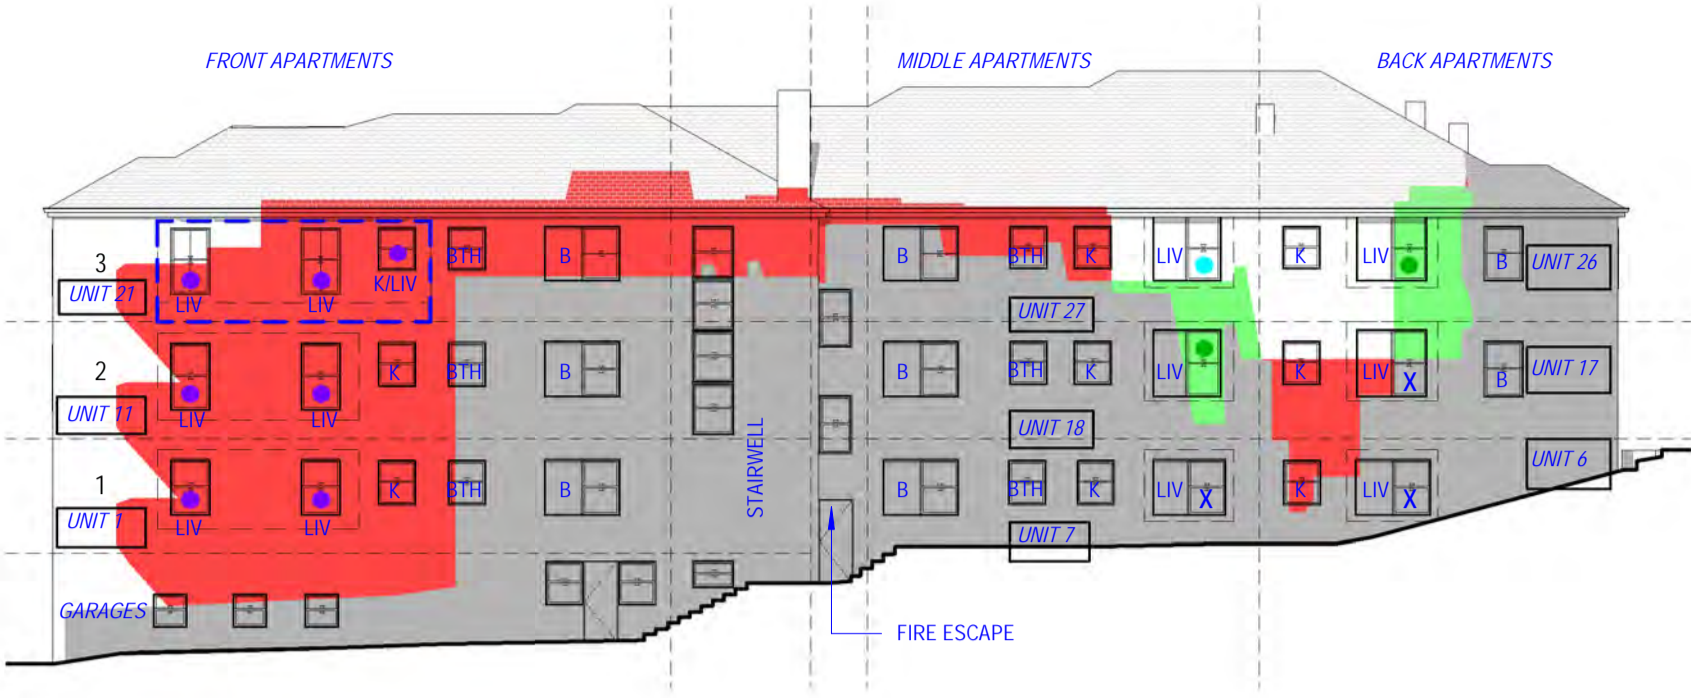 FRONT APARTMENTS MIDDLE APARTMENTS BACK APARTMENTS
3 BTH B B BTH K LIV K LIV B UNIT 26
UNIT 21 LIV LIV K/LIV
UNIT 27
2 K BTH B B BTH K LIV K LIV X B UNIT 17
UNIT 11 LIV LIV
UNIT 18
STAIRWELL
UNIT 6
1 K BTH B B BTH K LIV X K LIV X
UNIT 1 LIV LIV
UNIT 7
GARAGES
FIRE ESCAPE